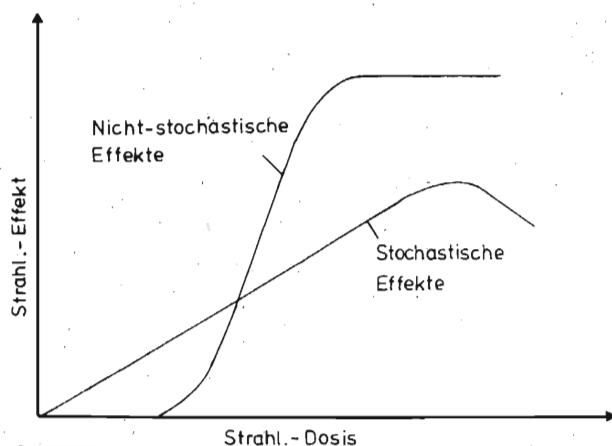 Nicht-stochastische
Effekte
Stochastische
Effekte
Strahl.-Effekt
Strahl.-Dosis